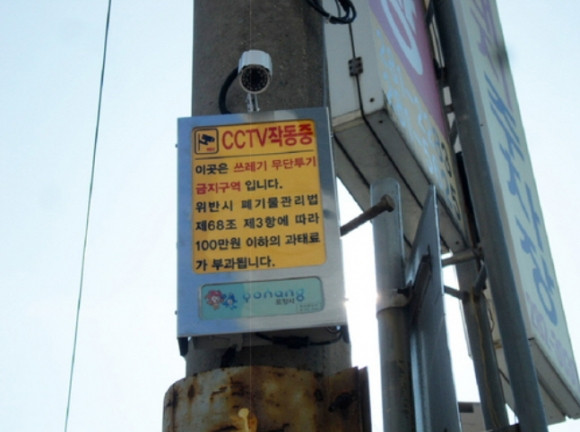 CCTV작동중
이곳은 쓰레기 무단투기
금지구역 입니다.
위반시 폐기물관리법
제68조 제3항에 따라
100만원 이하의 과태료
가 부과됩니다.